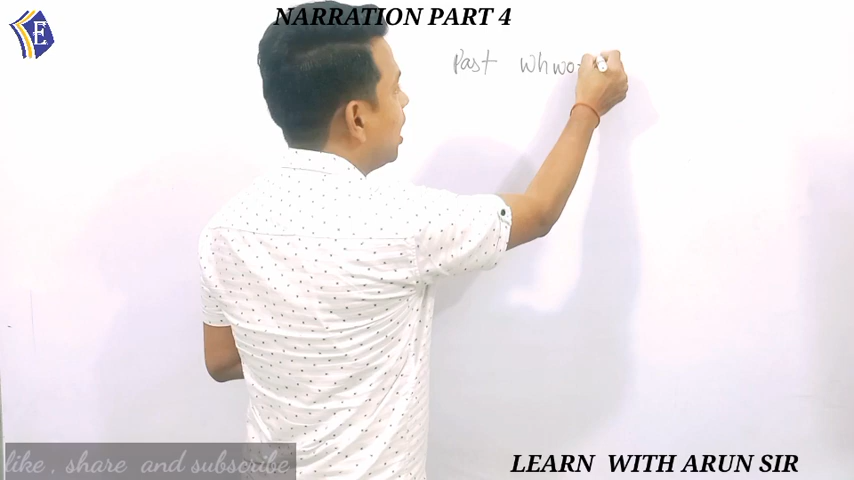 NARRATION PART 4
E
Past
like , share and subscribe
LEARN WITH ARUN SIR